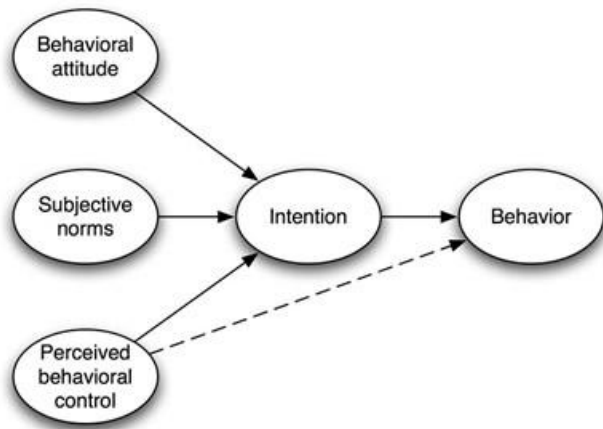 Behavioral
attitude
Subjective
norms
Intention
Behavior
Perceived
behavioral
control